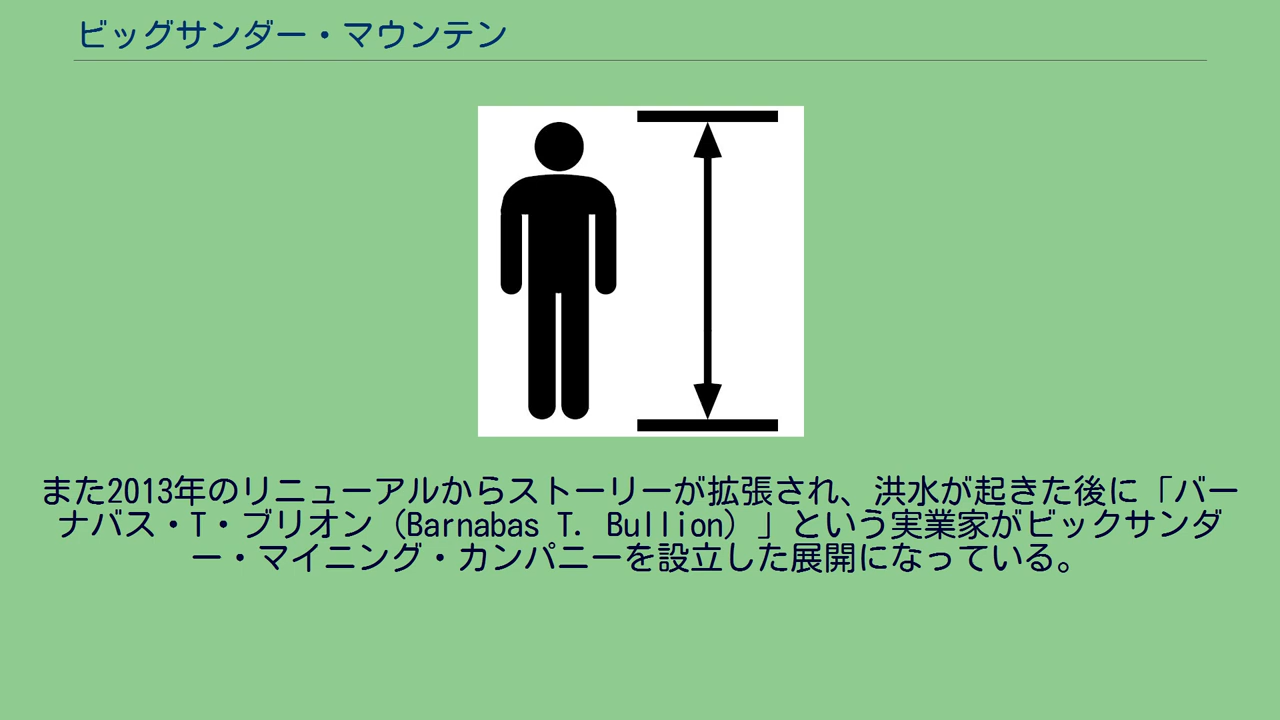 ビッグサンダー・マウンテン
また2013年のリニューアルからストーリーが拡張され、洪水が起きた後に「バー
ナバス・T・ブリオン（Barnabas T. Bullion）」という実業家がビックサンダ
ー・マイニング・カンパニーを設立した展開になっている。